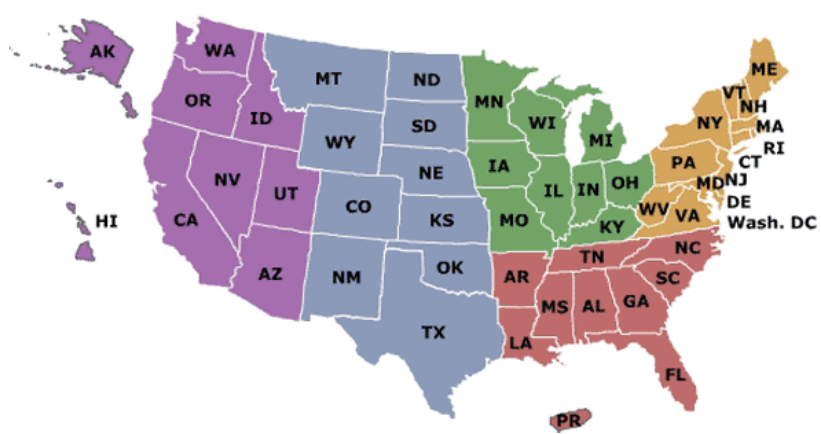 AK
WA
MT
ND
MN
ME
VT
NH
OR
ID
SD
WI
MI
NY
MA
RI
WY
IA
PA
CT
NE
NJ
MD
NV
UT
IL
IN
OH
DE
CO
WV
VA
HI
CA
KS
MO
KY
Wash. DC
NC
TN
AZ
NM
OK
AR
SC
MS
AL
GA
TX
LA
FL
PR